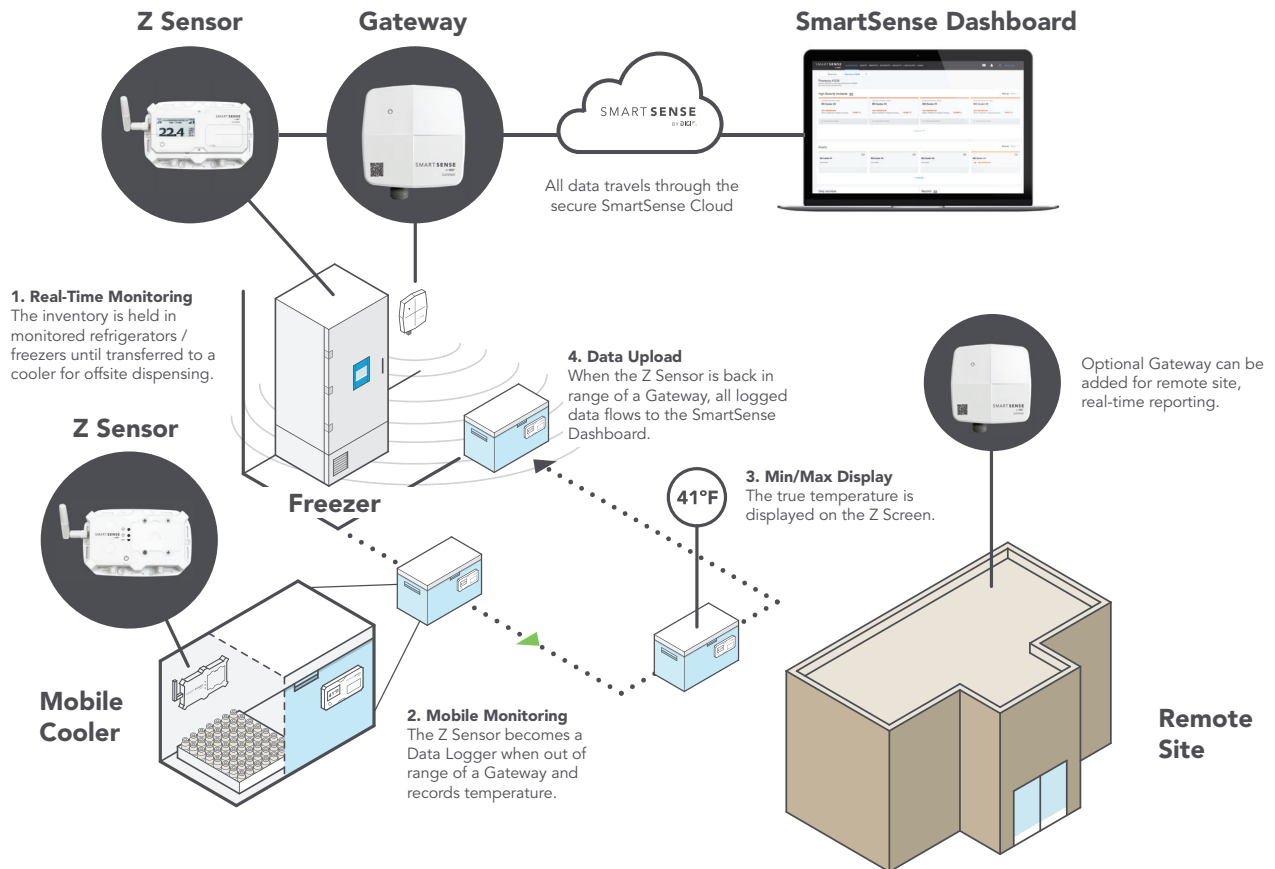 Z Sensor
Gateway
SmartSense Dashboard
22.4
SMARTSENSE
GATEWAY
SMARTSENSE
BY DIGI
SMARTSENSE
All data travels through the
secure SmartSense Cloud
1. Real-Time Monitoring
The inventory is held in
monitored refrigerators /
freezers until transferred to a
cooler for offsite dispensing.
4. Data Upload
When the Z Sensor is back in
range of a Gateway, all logged
data flows to the SmartSense
Dashboard.
SMARTSENSE
Optional Gateway can be
added for remote site,
real-time reporting.
Z Sensor
SMARTSENSE
Freezer
41°F
3. Min/Max Display
The true temperature is
displayed on the Z Screen.
Mobile
Cooler
2. Mobile Monitoring
The Z Sensor becomes a
Data Logger when out of
range of a Gateway and
records temperature.
Remote
Site